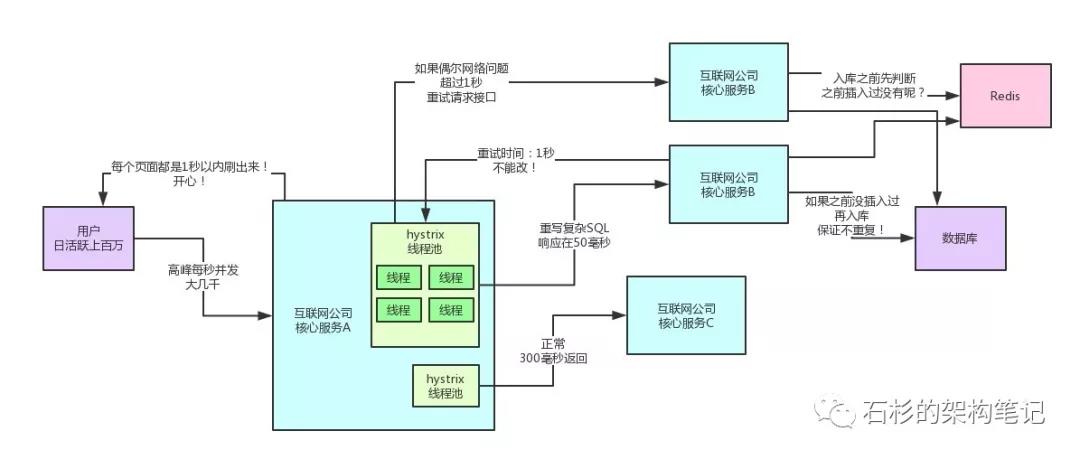 如果偶尔网络问题
超过1秒
重试请求接口
互联网公司
核心服务B
入库之前先判断
之前插入过没有呢？
Redis
每个页面都是1秒以内刷出来！
开心！
重试时间：1秒
不能改！
互联网公司
核心服务B
用户
日活跃上百万
hystrix
线程池
线程
线程
线程
线程
重写复杂SQL
响应在50毫秒
如果之前没插入过
再入库
保证不重复！
数据库
高峰每秒并发
大几千
互联网公司
核心服务A
互联网公司
核心服务C
正常
300毫秒返回
hystrix
线程池
石杉的架构笔记